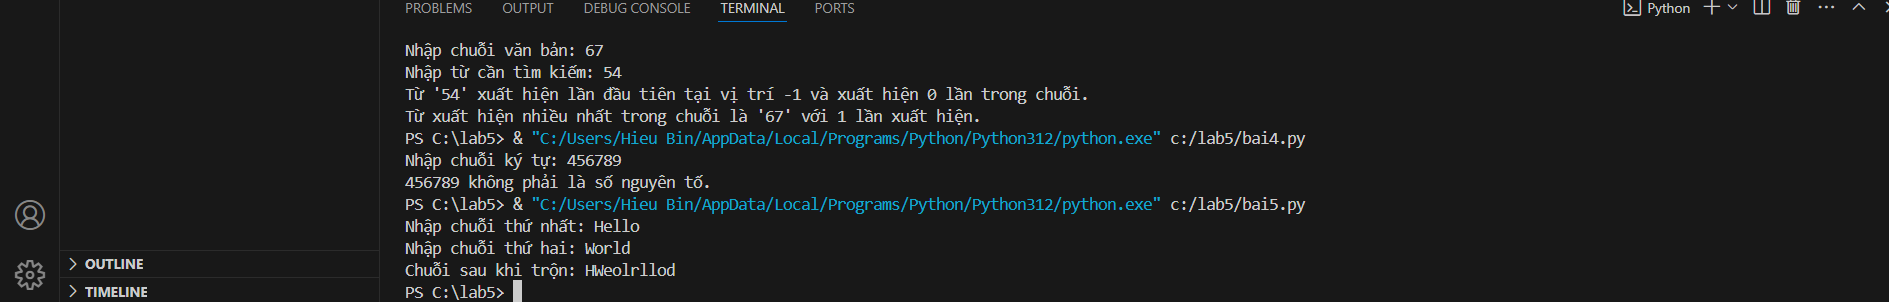 PROBLEMS OUTPUT DEBUG CONSOLE TERMINAL PORTS Python
Nhập chuỗi văn bản: 67
Nhập từ cần tìm kiếm: 54
Từ '54' xuất hiện lần đầu tiên tại vị trí -1 và xuất hiện 0 lần trong chuỗi.
Từ xuất hiện nhiều nhất trong chuỗi là '67' với 1 lần xuất hiện.
PS C:\lab5> & "C:/Users/Hieu Bin/AppData/Local/Programs/Python/Python312/python.exe" c:/lab5/bai4.py
Nhập chuỗi ký tự: 456789
456789 không phải là số nguyên tố.
PS C:\lab5> & "C:/Users/Hieu Bin/AppData/Local/Programs/Python/Python312/python.exe" c:/lab5/bai5.py
Nhập chuỗi thứ nhất: Hello
Nhập chuỗi thứ hai: World
Chuỗi sau khi trộn: HWeolrllod
PS C:\lab5>
OUTLINE
TIMELINE